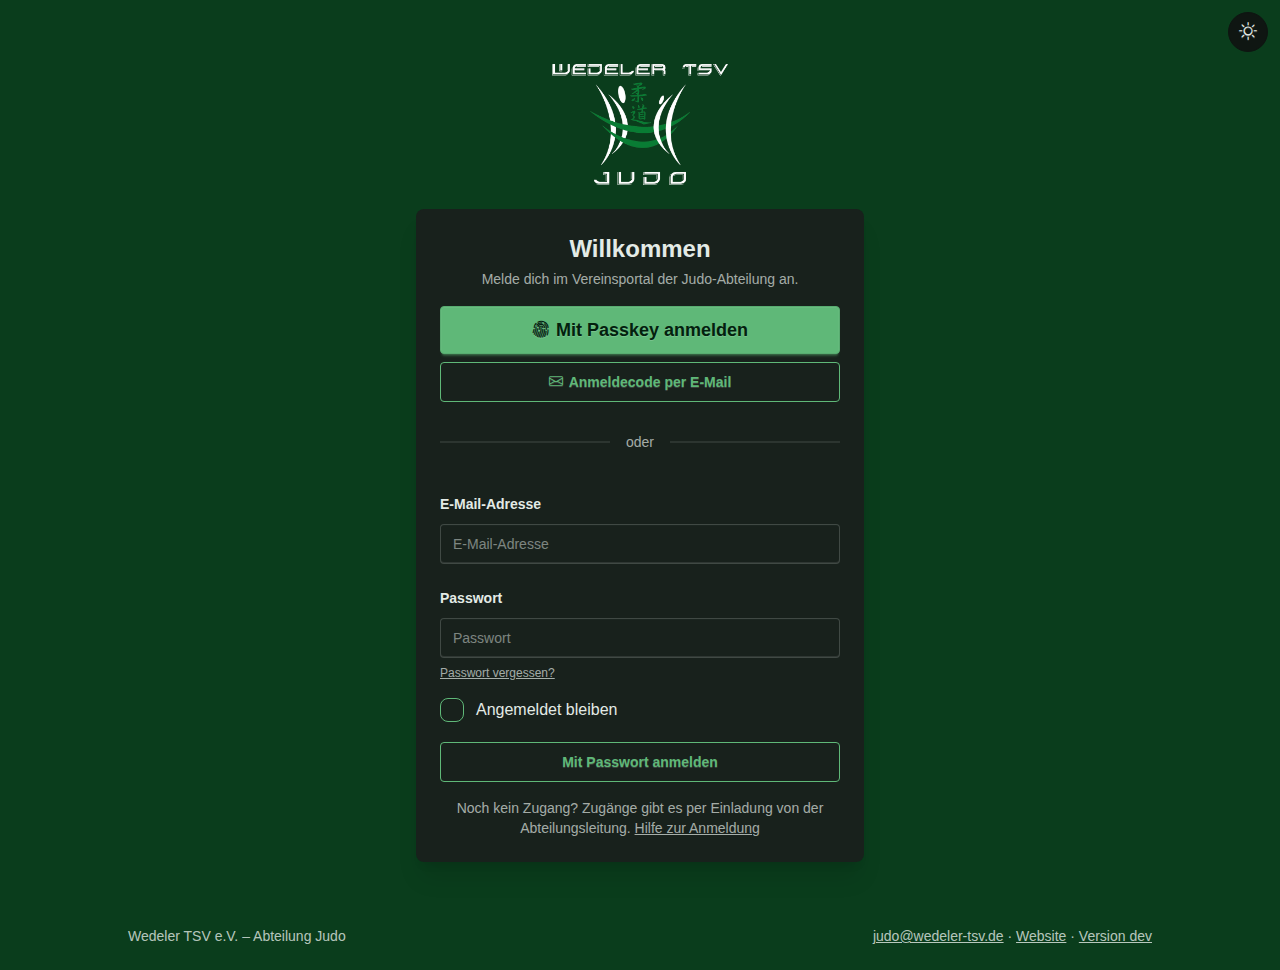 WEDELER TSV
柔
道
JUDO
Willkommen
Melde dich im Vereinsportal der Judo-Abteilung an.
Mit Passkey anmelden
Anmeldecode per E-Mail
oder
E-Mail-Adresse
E-Mail-Adresse
Passwort
Passwort
Passwort vergessen?
Angemeldet bleiben
Mit Passwort anmelden
Noch kein Zugang? Zugänge gibt es per Einladung von der
Abteilungsleitung. Hilfe zur Anmeldung
Wedeler TSV e.V. – Abteilung Judo
judo@wedeler-tsv.de · Website · Version dev